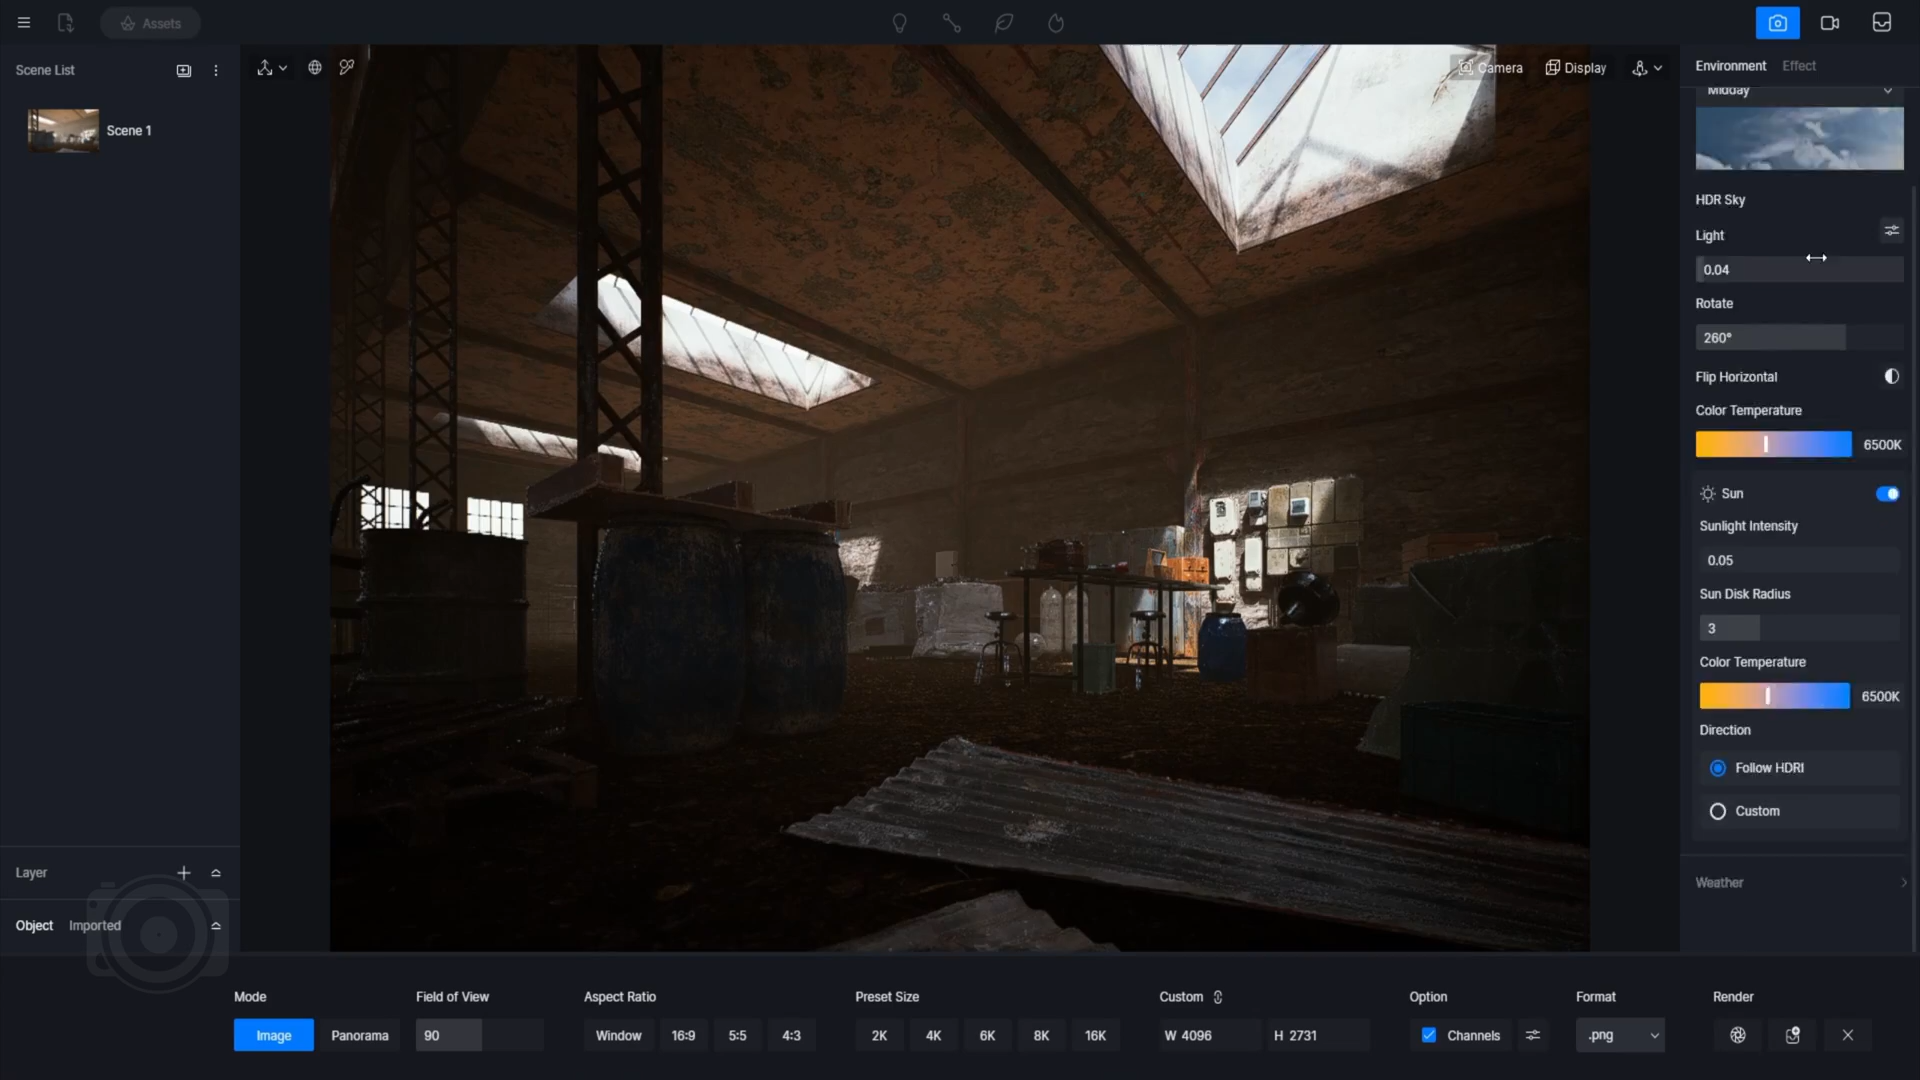 Assets
Scene List
Scene 1
Camera
Display
Environment
Effect
Midday
HDR Sky
Light
0.04
Rotate
260°
Flip Horizontal
Color Temperature
6500K
Sun
Sunlight Intensity
0.05
Sun Disk Radius
3
Color Temperature
6500K
Direction
Follow HDRI
Custom
Weather
Layer
Object
Imported
Mode
Field of View
Aspect Ratio
Preset Size
Custom
Option
Format
Render
Image
Panorama
90
Window
16:9
5:5
4:3
2K
4K
6K
8K
16K
W 4096
H 2731
Channels
.png